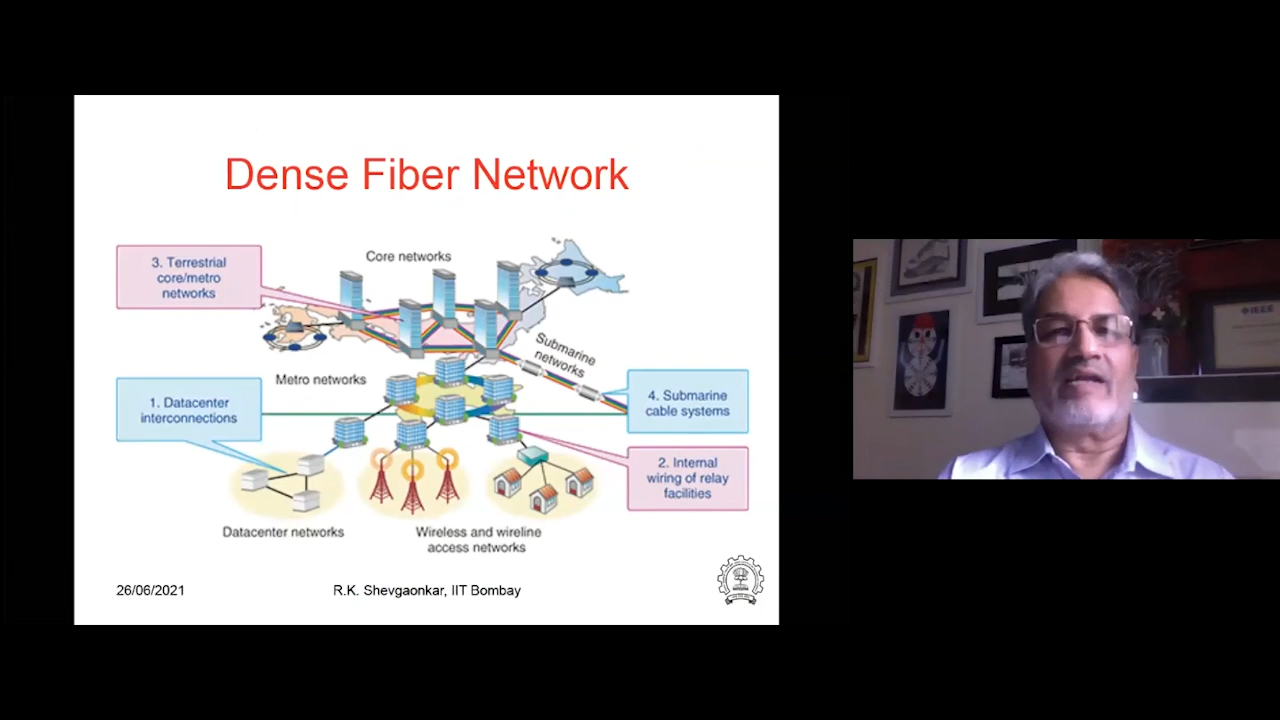 Dense Fiber Network
3. Terrestrial
core/metro
networks
Core networks
Submarine
networks
Metro networks
1. Datacenter
interconnections
4. Submarine
cable systems
2. Internal
wiring of relay
facilities
Datacenter networks
Wireless and wireline
access networks
26/06/2021
R.K. Shevgaonkar, IIT Bombay
IEEE